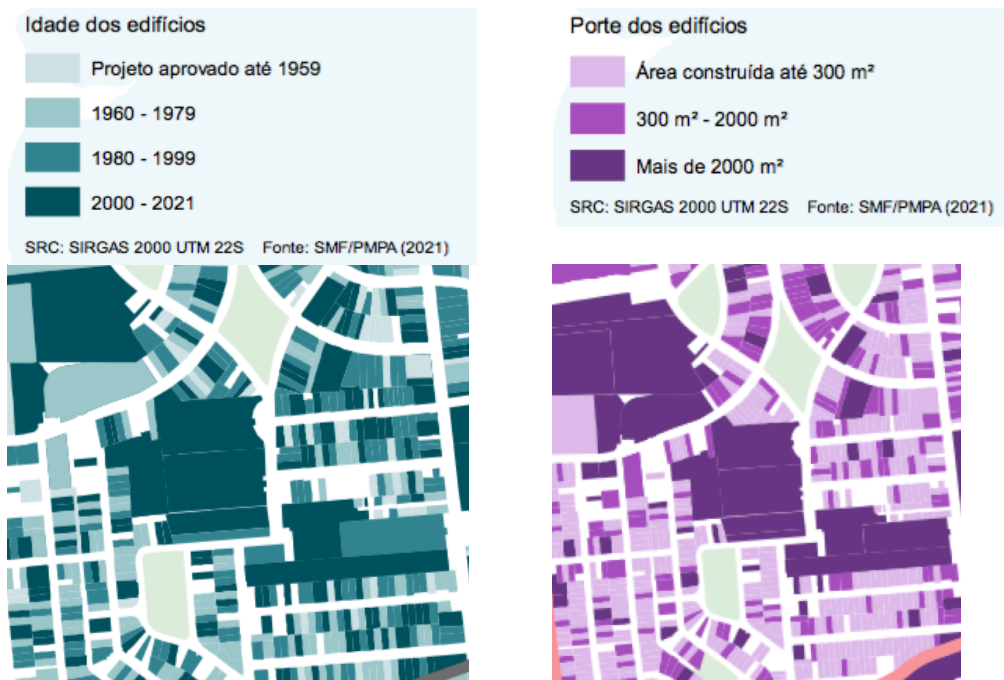 Idade dos edifícios
Projeto aprovado até 1959
1960 - 1979
1980 - 1999
2000 - 2021
SRC: SIRGAS 2000 UTM 22S Fonte: SMF/PMPA (2021)
Porte dos edifícios
Área construída até 300 m²
300 m² - 2000 m²
Mais de 2000 m²
SRC: SIRGAS 2000 UTM 22S Fonte: SMF/PMPA (2021)